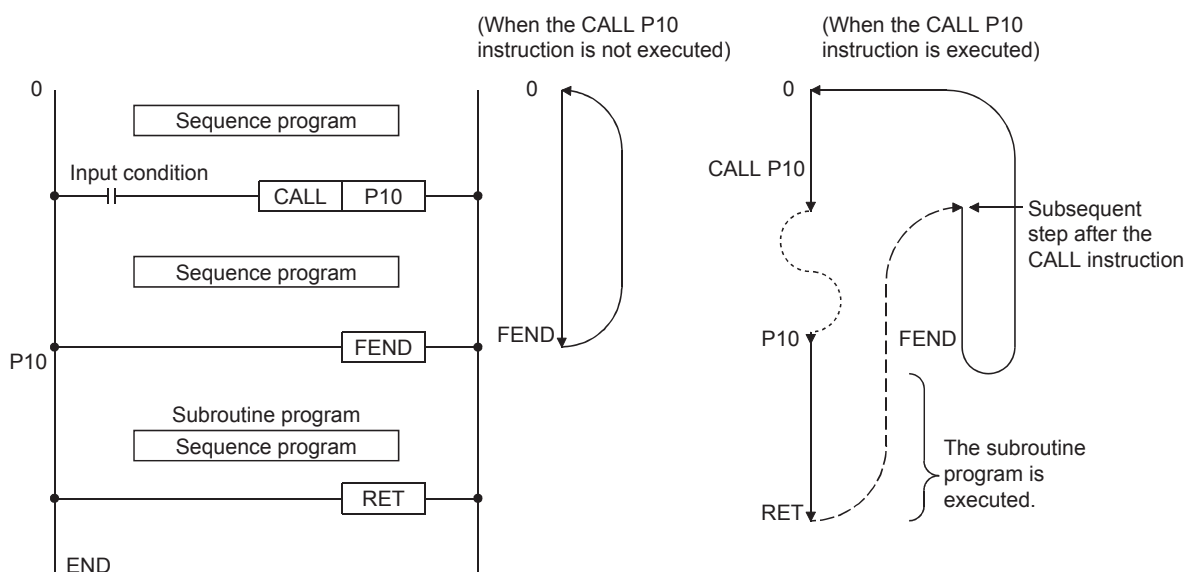 (When the CALL P10
instruction is not executed)
(When the CALL P10
instruction is executed)
0
Sequence program
Input condition
CALL P10
Sequence program
FEND
P10
Subroutine program
Sequence program
RET
END
0
FEND
0
CALL P10
Subsequent
step after the
CALL instruction
P10
FEND
The subroutine
program is
executed.
RET